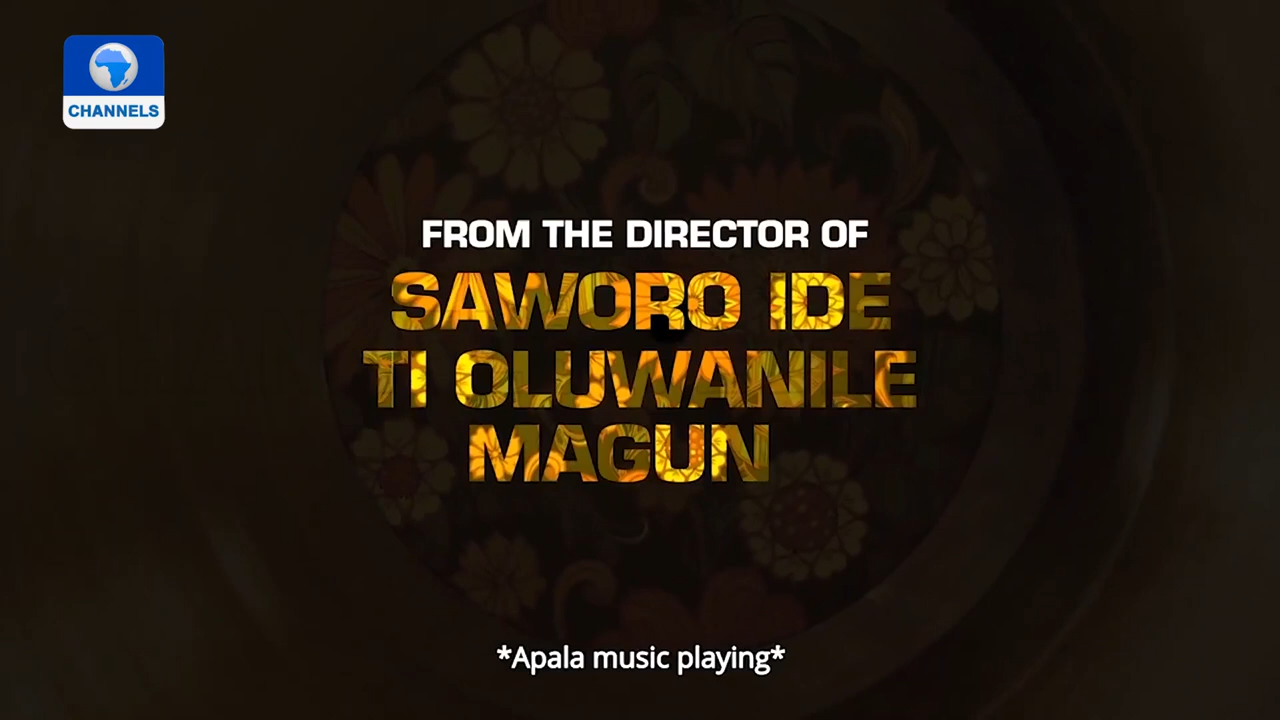 CHANNELS
FROM THE DIRECTOR OF
SAWORO IDE
TI OLUWANILE
MAGUN
*Apala music playing*